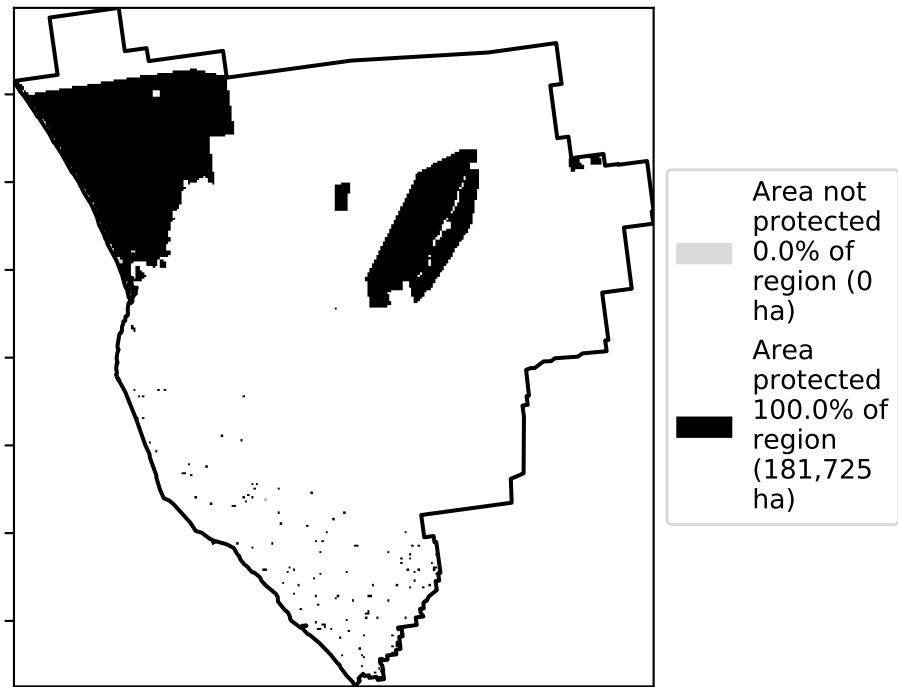 Area not
protected
0.0% of
region (0
ha)
Area
protected
100.0% of
region
(181,725
ha)